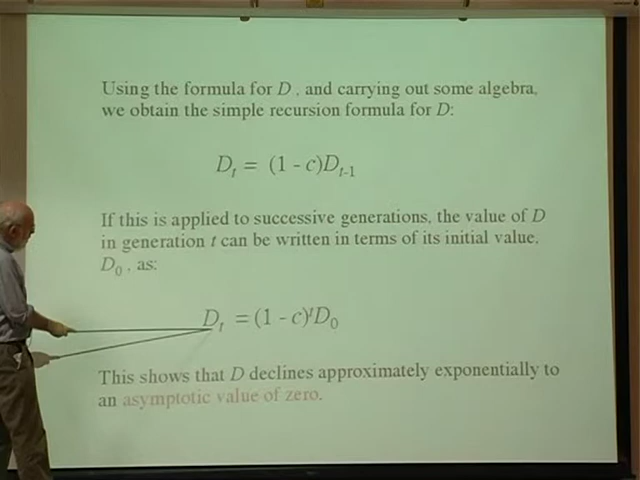 Using the formula for D , and carrying out some algebra,
we obtain the simple recursion formula for D:
Dₜ = (1 - c)Dₜ₋₁
If this is applied to successive generations, the value of D
in generation t can be written in terms of its initial value,
D₀ , as:
Dₜ = (1 - c)ᵗD₀
This shows that D declines approximately exponentially to
an asymptotic value of zero.